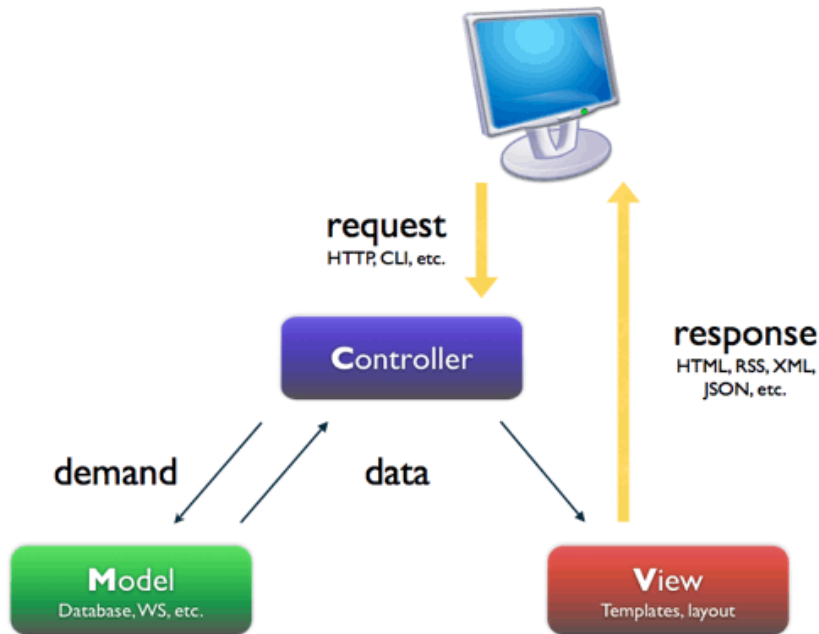 request
HTTP, CLI, etc.
Controller
response
HTML, RSS, XML,
JSON, etc.
demand
data
Model
Database, WS, etc.
View
Templates, layout